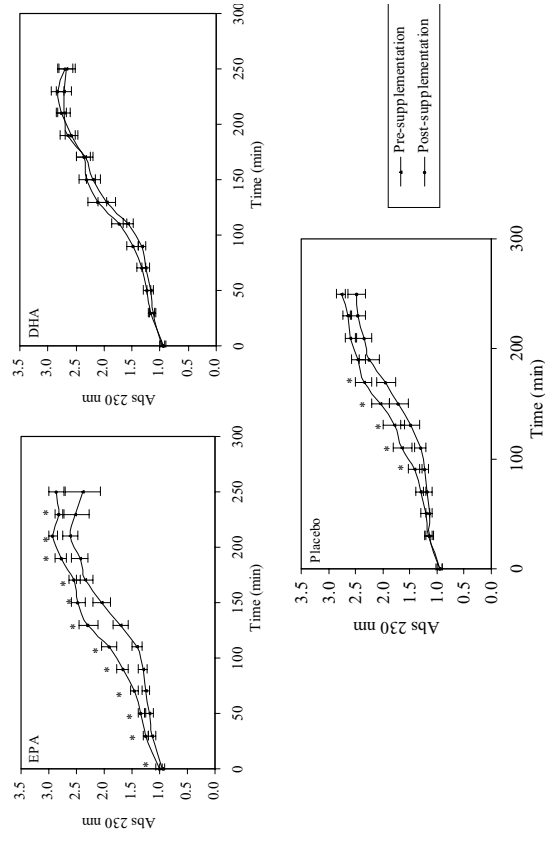 EPA
Abs 230 nm
3.5
3.0
2.5
2.0
1.5
1.0
0.5
0.0
* * * * * * * * * * * *
0 50 100 150 200 250 300
Time (min)
DHA
Abs 230 nm
3.5
3.0
2.5
2.0
1.5
1.0
0.5
0.0
0 50 100 150 200 250 300
Time (min)
Placebo
Abs 230 nm
3.5
3.0
2.5
2.0
1.5
1.0
0.5
0.0
* * * * *
0 100 200 300
Time (min)
Pre-supplementation
Post-supplementation